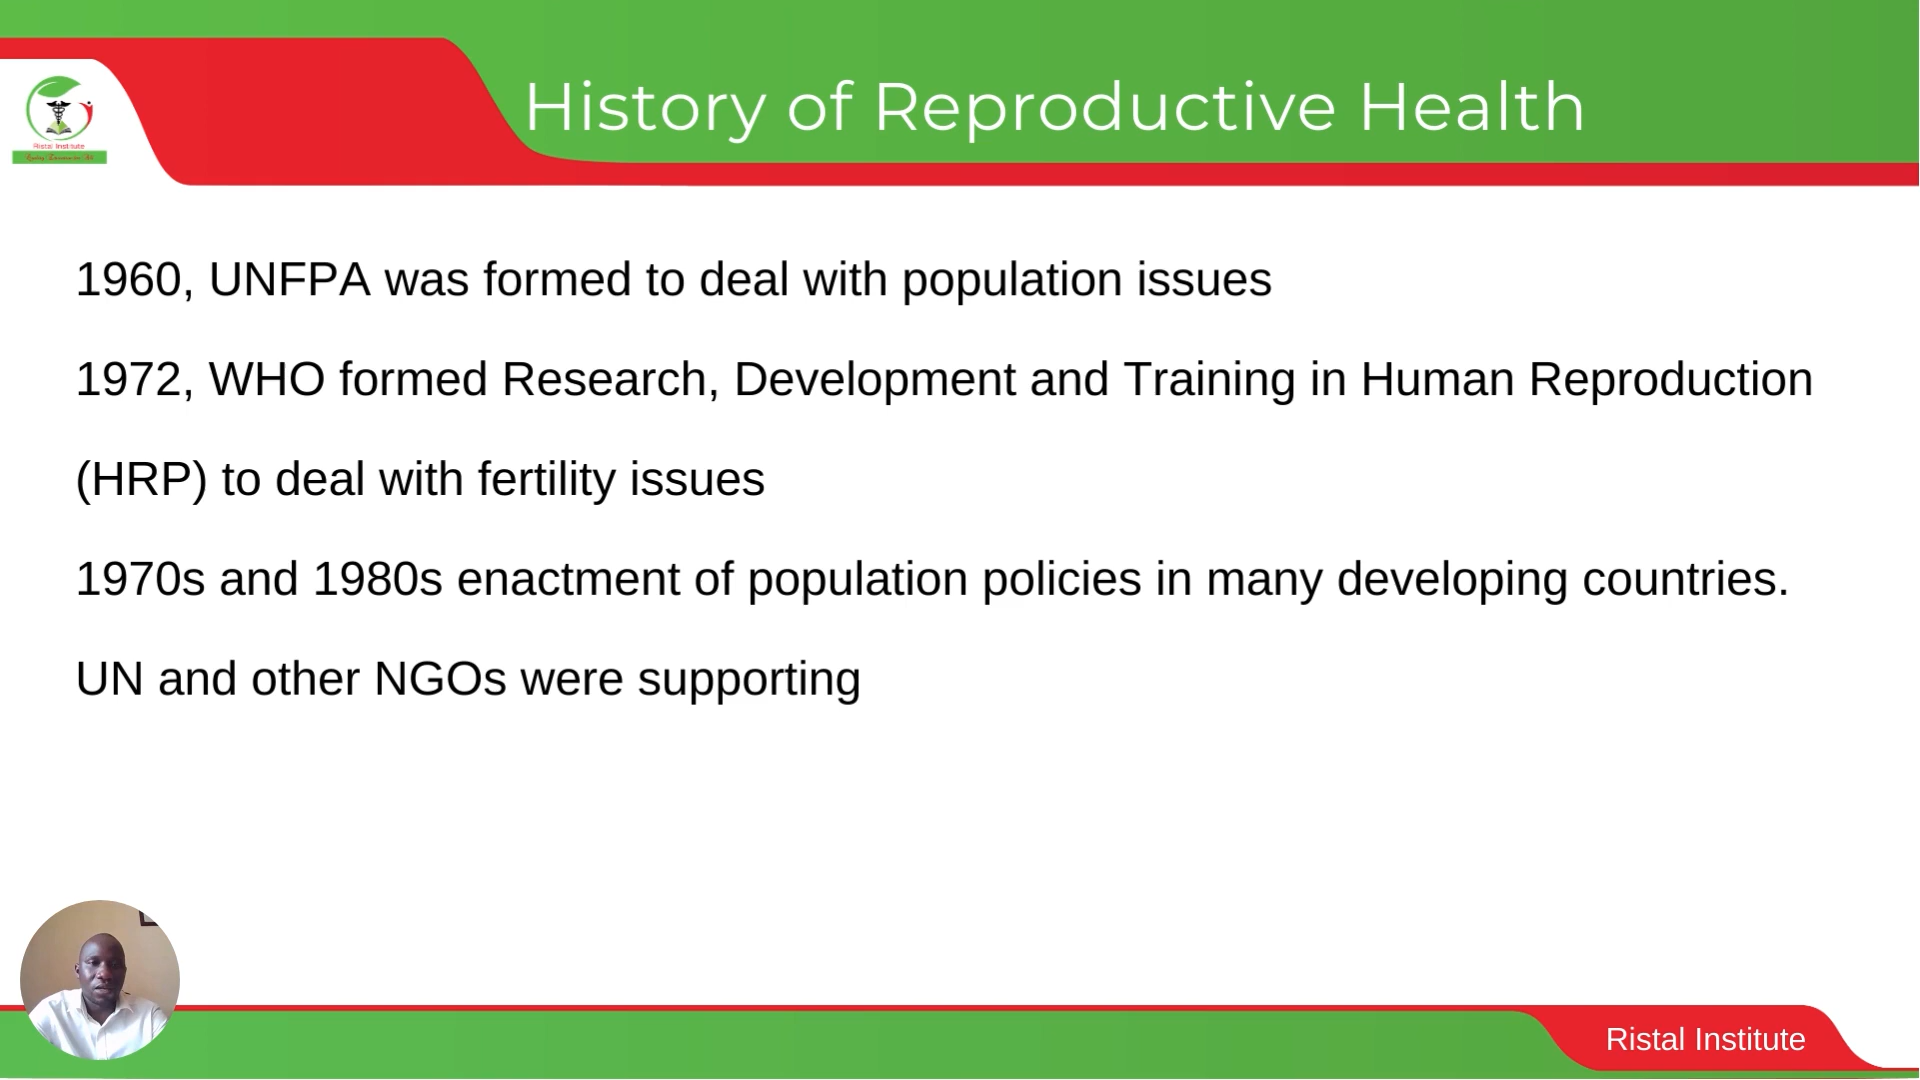 History of Reproductive Health
Ristal Institute
1960, UNFPA was formed to deal with population issues
1972, WHO formed Research, Development and Training in Human Reproduction
(HRP) to deal with fertility issues
1970s and 1980s enactment of population policies in many developing countries.
UN and other NGOs were supporting
Ristal Institute